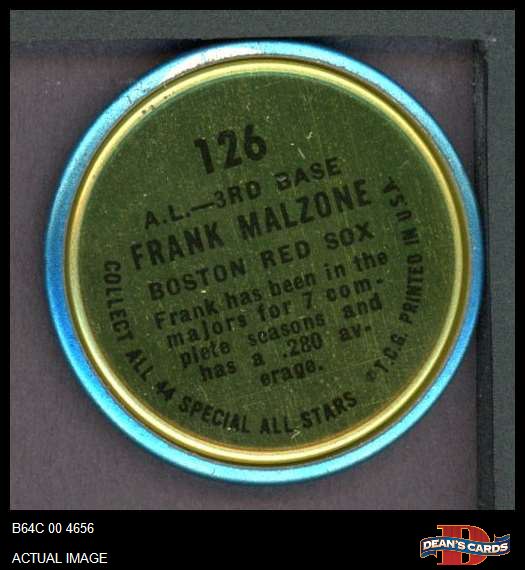 126
A.L.—3RD BASE
FRANK MALZONE
BOSTON RED SOX
Frank has been in the
majors for 7 com-
plete seasons and
has a .280 av-
erage.
COLLECT ALL 44 SPECIAL ALL STARS ©T.C.G. PRINTED IN USA
B64C 00 4656
ACTUAL IMAGE
D
DEAN'S CARDS